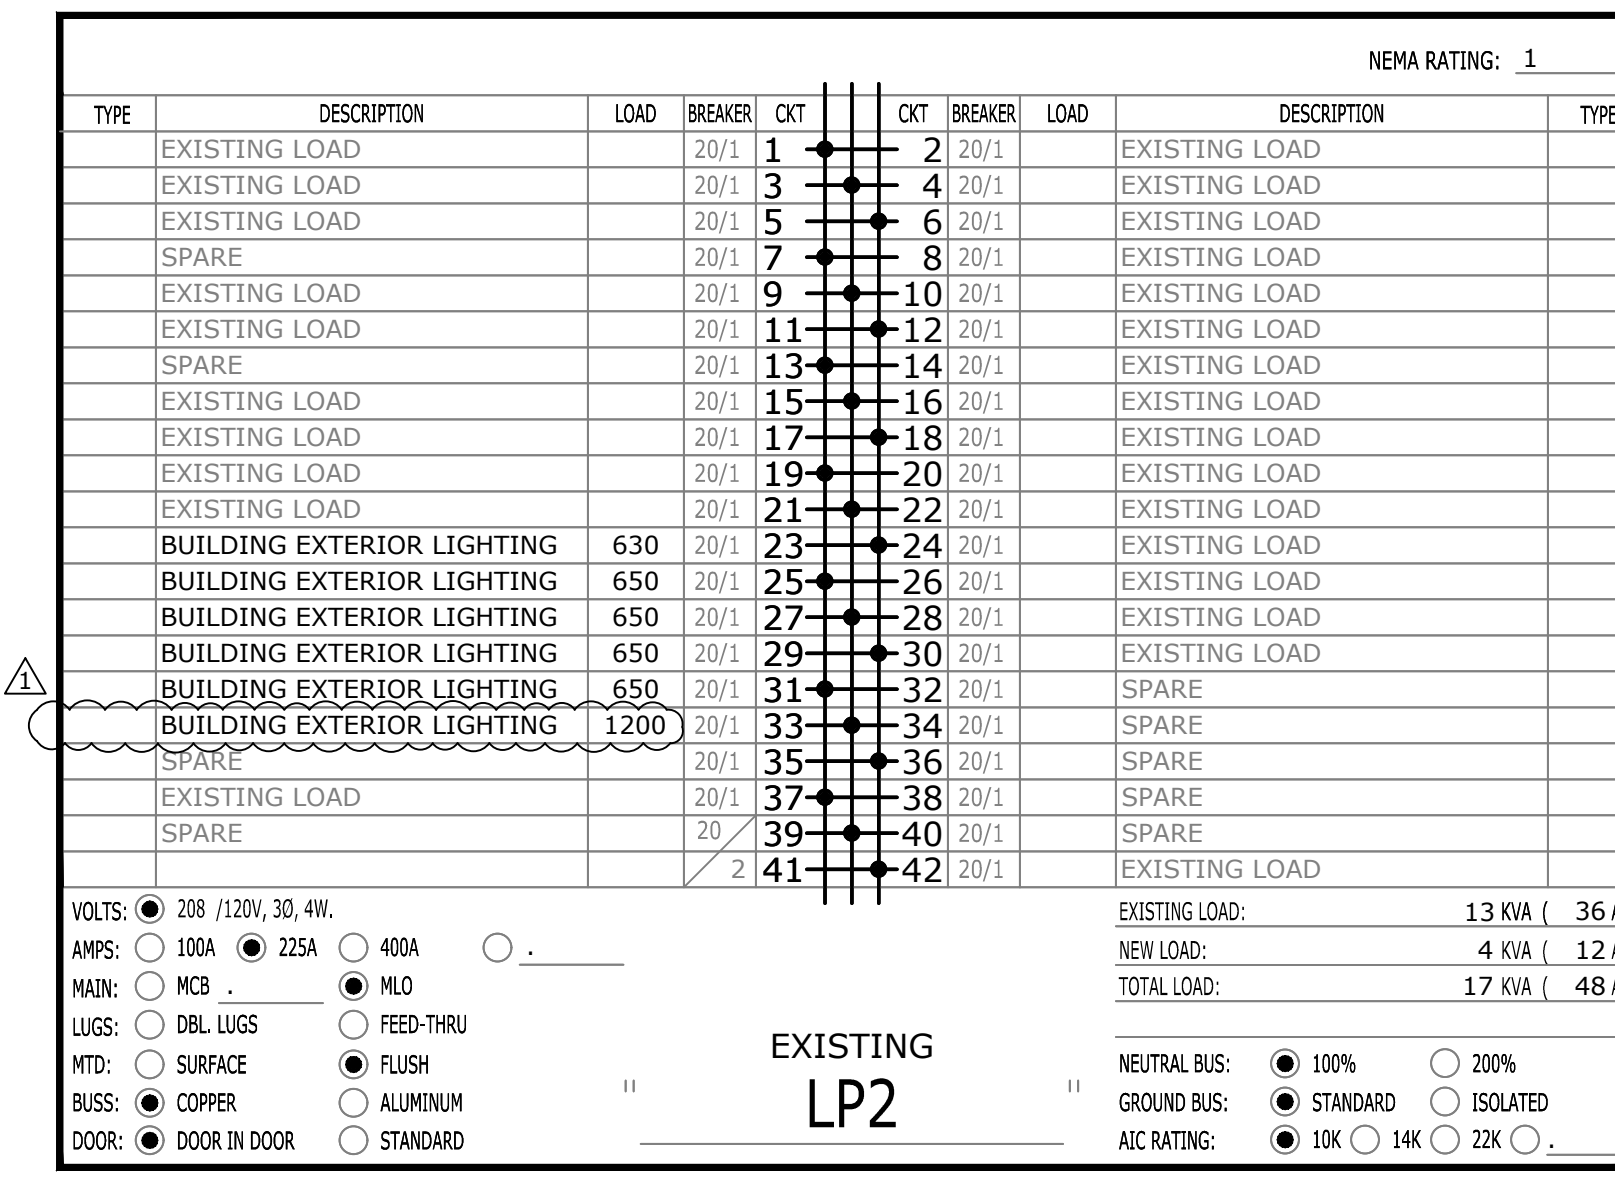 NEMA RATING: 1
TYPE DESCRIPTION LOAD BREAKER CKT CKT BREAKER LOAD DESCRIPTION TYPE
EXISTING LOAD 20/1 1 2 20/1 EXISTING LOAD
EXISTING LOAD 20/1 3 4 20/1 EXISTING LOAD
EXISTING LOAD 20/1 5 6 20/1 EXISTING LOAD
SPARE 20/1 7 8 20/1 EXISTING LOAD
EXISTING LOAD 20/1 9 10 20/1 EXISTING LOAD
EXISTING LOAD 20/1 11 12 20/1 EXISTING LOAD
SPARE 20/1 13 14 20/1 EXISTING LOAD
EXISTING LOAD 20/1 15 16 20/1 EXISTING LOAD
EXISTING LOAD 20/1 17 18 20/1 EXISTING LOAD
EXISTING LOAD 20/1 19 20 20/1 EXISTING LOAD
EXISTING LOAD 20/1 21 22 20/1 EXISTING LOAD
BUILDING EXTERIOR LIGHTING 630 20/1 23 24 20/1 EXISTING LOAD
BUILDING EXTERIOR LIGHTING 650 20/1 25 26 20/1 EXISTING LOAD
BUILDING EXTERIOR LIGHTING 650 20/1 27 28 20/1 EXISTING LOAD
BUILDING EXTERIOR LIGHTING 650 20/1 29 30 20/1 EXISTING LOAD
1 BUILDING EXTERIOR LIGHTING 650 20/1 31 32 20/1 SPARE
BUILDING EXTERIOR LIGHTING 1200 20/1 33 34 20/1 SPARE
SPARE 20/1 35 36 20/1 SPARE
EXISTING LOAD 20/1 37 38 20/1 SPARE
SPARE 20 39 40 20/1 SPARE
2 41 42 20/1 EXISTING LOAD
VOLTS: 208 /120V, 3Ø, 4W.
AMPS: 100A 225A 400A .
MAIN: MCB . MLO
LUGS: DBL. LUGS FEED-THRU
MTD: SURFACE FLUSH
BUSS: COPPER ALUMINUM
DOOR: DOOR IN DOOR STANDARD
EXISTING
" LP2 "
EXISTING LOAD: 13 KVA ( 36 A
NEW LOAD: 4 KVA ( 12 A
TOTAL LOAD: 17 KVA ( 48 A
NEUTRAL BUS: 100% 200%
GROUND BUS: STANDARD ISOLATED
AIC RATING: 10K 14K 22K .